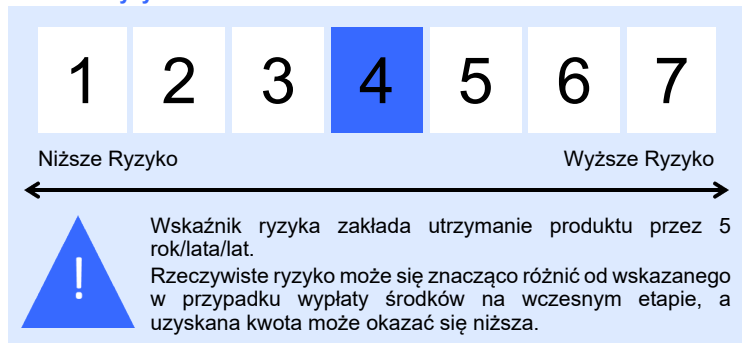 1 2 3 4 5 6 7
Niższe Ryzyko Wyższe Ryzyko
! Wskaźnik ryzyka zakłada utrzymanie produktu przez 5
rok/lata/lat.
Rzeczywiste ryzyko może się znacząco różnić od wskazanego
w przypadku wypłaty środków na wczesnym etapie, a
uzyskana kwota może okazać się niższa.